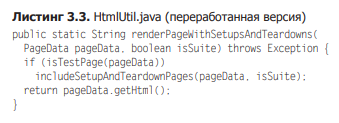 Листинг 3.3. HtmlUtil.java (переработанная версия)
public static String renderPageWithSetupsAndTeardowns(
PageData pageData, boolean isSuite) throws Exception {
if (isTestPage(pageData))
includeSetupAndTeardownPages(pageData, isSuite);
return pageData.getHtml();
}